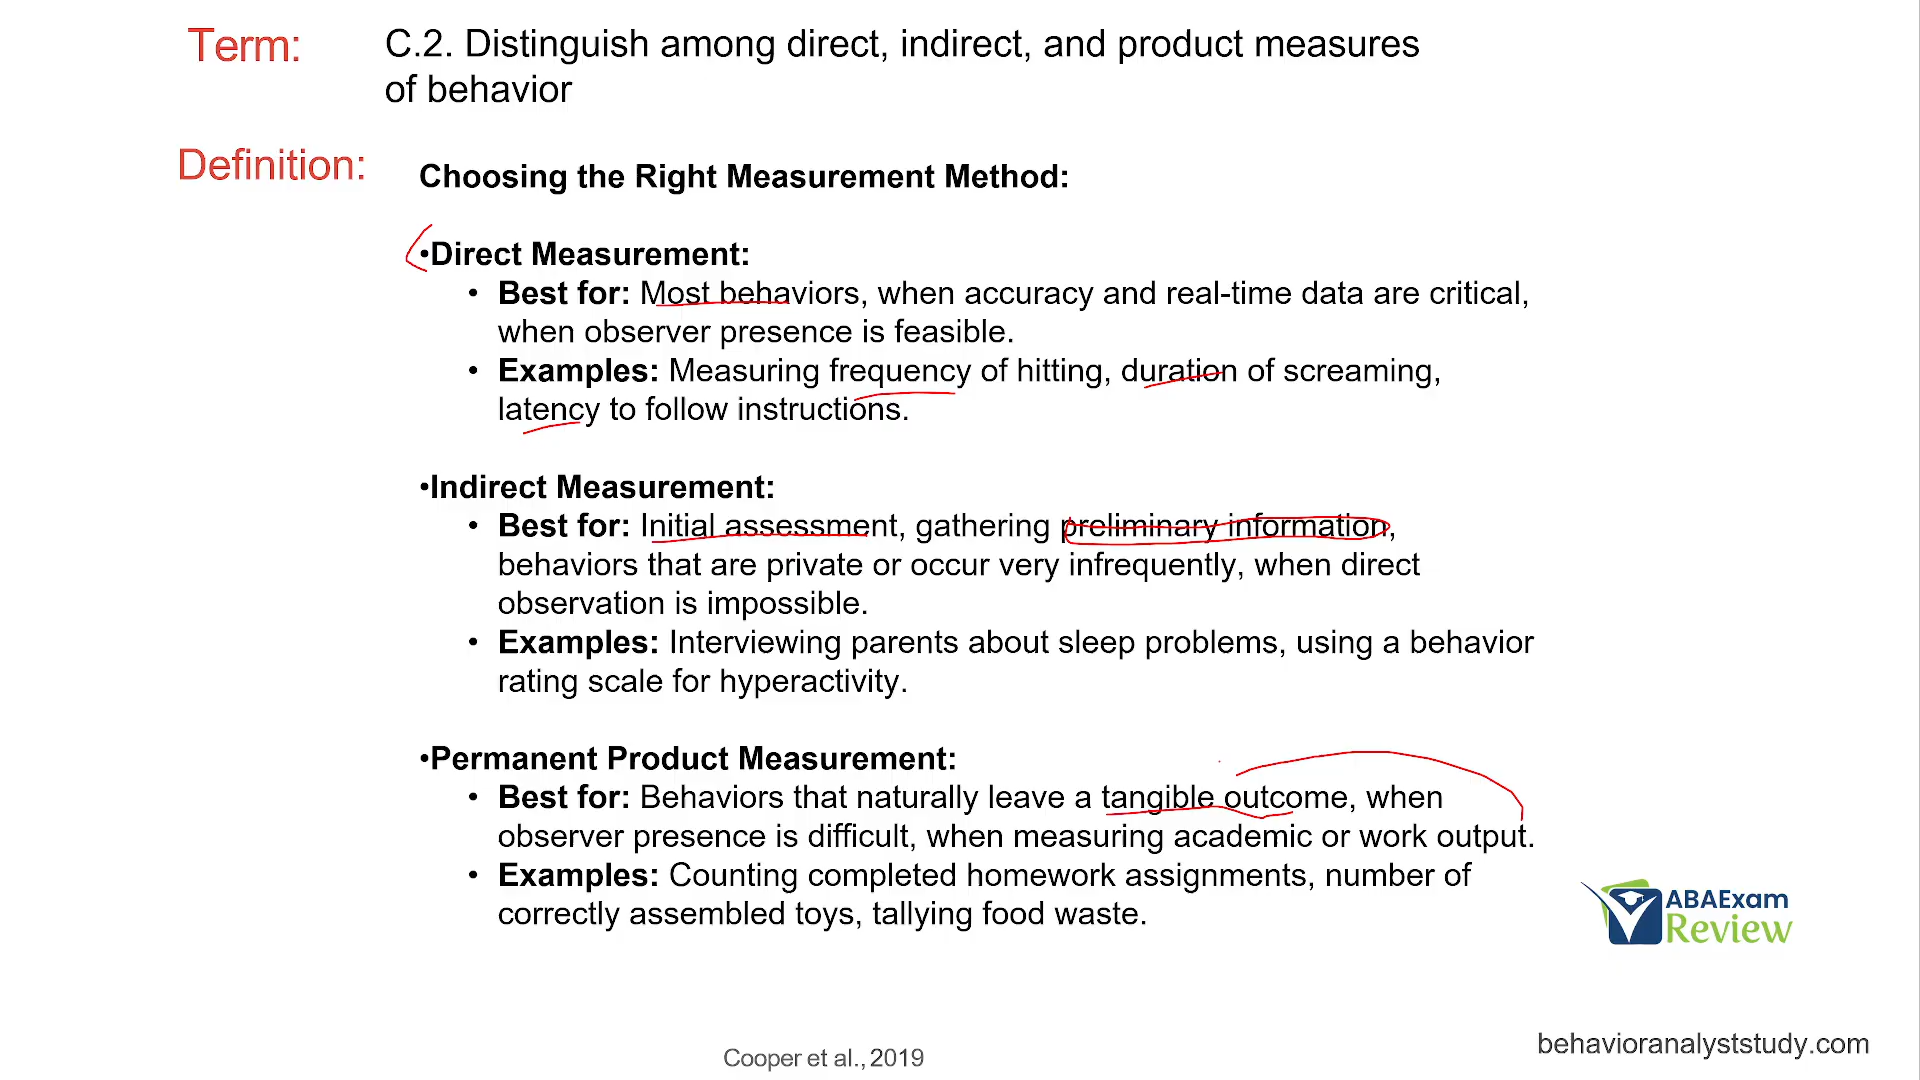 Term:
C.2. Distinguish among direct, indirect, and product measures
of behavior
Definition:
Choosing the Right Measurement Method:
•Direct Measurement:
• Best for: Most behaviors, when accuracy and real-time data are critical,
when observer presence is feasible.
• Examples: Measuring frequency of hitting, duration of screaming,
latency to follow instructions.
•Indirect Measurement:
• Best for: Initial assessment, gathering preliminary information,
behaviors that are private or occur very infrequently, when direct
observation is impossible.
• Examples: Interviewing parents about sleep problems, using a behavior
rating scale for hyperactivity.
•Permanent Product Measurement:
• Best for: Behaviors that naturally leave a tangible outcome, when
observer presence is difficult, when measuring academic or work output.
• Examples: Counting completed homework assignments, number of
correctly assembled toys, tallying food waste.
ABAExam
Review
Cooper et al., 2019
behavioranalyststudy.com